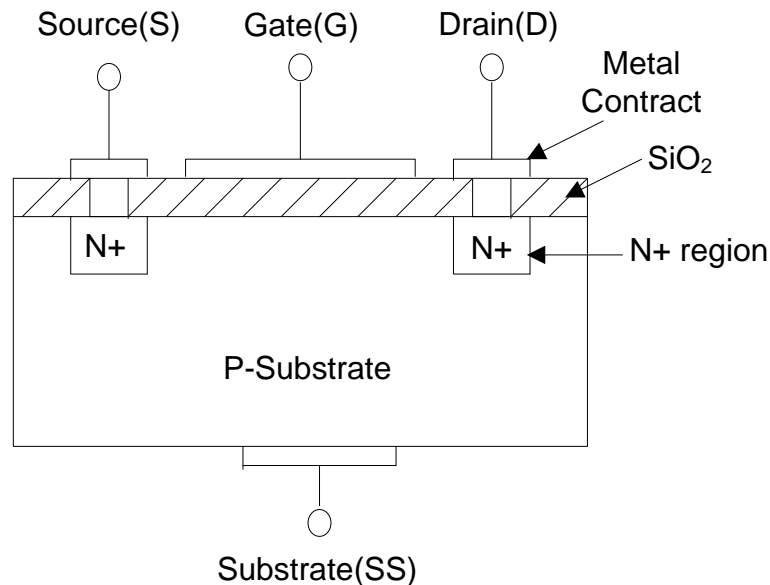 Source(S)
Gate(G)
Drain(D)
Metal
Contract
SiO₂
N+
N+
N+ region
P-Substrate
Substrate(SS)